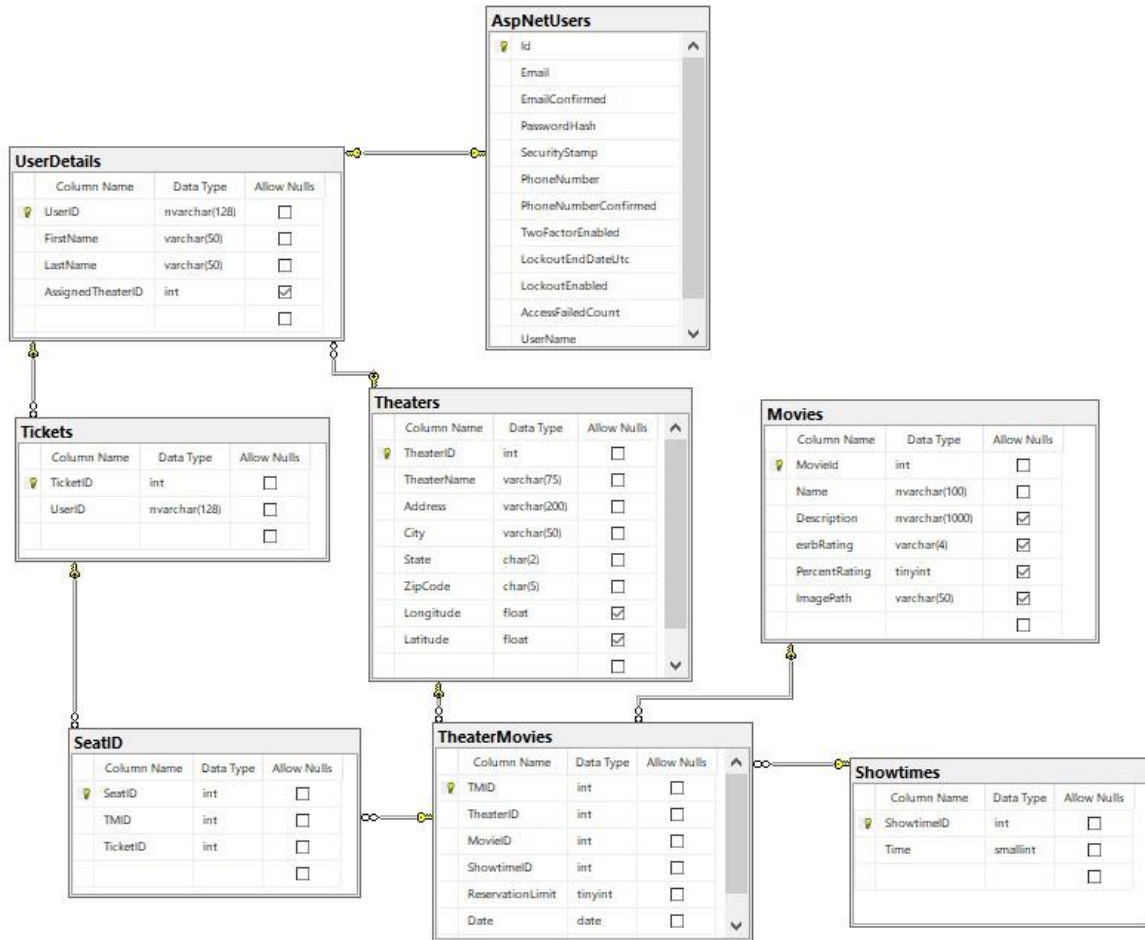 AspNetUsers
Id
Email
EmailConfirmed
PasswordHash
SecurityStamp
PhoneNumber
PhoneNumberConfirmed
TwoFactorEnabled
LockoutEndDateUtc
LockoutEnabled
AccessFailedCount
UserName
UserDetails
Column Name Data Type Allow Nulls
UserID nvarchar(128)
FirstName varchar(50)
LastName varchar(50)
AssignedTheaterID int
Tickets
Column Name Data Type Allow Nulls
TicketID int
UserID nvarchar(128)
Theaters
Column Name Data Type Allow Nulls
TheaterID int
TheaterName varchar(75)
Address varchar(200)
City varchar(50)
State char(2)
ZipCode char(5)
Longitude float
Latitude float
Movies
Column Name Data Type Allow Nulls
MovieId int
Name nvarchar(100)
Description nvarchar(1000)
esrbRating varchar(4)
PercentRating tinyint
ImagePath varchar(50)
SeatID
Column Name Data Type Allow Nulls
SeatID int
TMID int
TicketID int
TheaterMovies
Column Name Data Type Allow Nulls
TMID int
TheaterID int
MovieID int
ShowtimeID int
ReservationLimit tinyint
Date date
Showtimes
Column Name Data Type Allow Nulls
ShowtimeID int
Time smallint